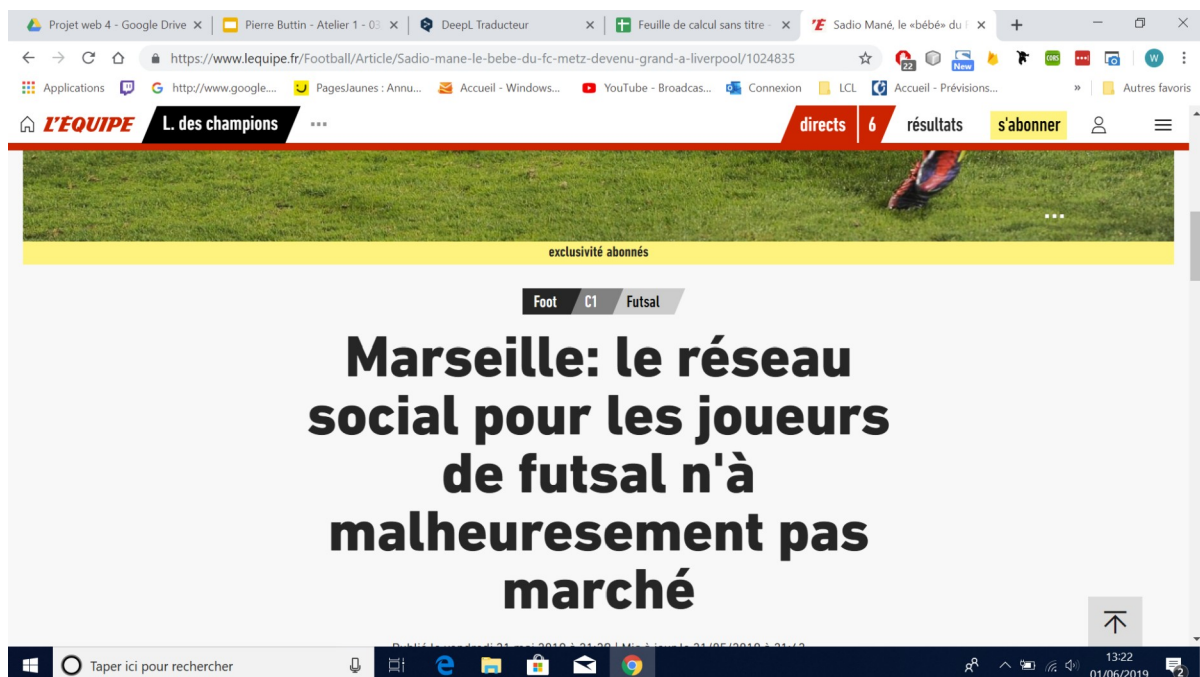 Projet web 4 - Google Drive
Pierre Buttin - Atelier 1 - 03
DeepL Traducteur
Feuille de calcul sans titre -
Sadio Mané, le «bébé» du
https://www.lequipe.fr/Football/Article/Sadio-mane-le-bebe-du-fc-metz-devenu-grand-a-liverpool/1024835
22
New
CORS
W
Applications
http://www.google....
PagesJaunes : Annu...
Accueil - Windows...
YouTube - Broadcas...
Connexion
LCL
Accueil - Prévisions...
»
Autres favoris
L'ÉQUIPE
L. des champions
directs
6
résultats
s'abonner
exclusivité abonnés
Foot
C1
Futsal
Marseille: le réseau
social pour les joueurs
de futsal n'à
malheuresement pas
marché
Taper ici pour rechercher
13:22
01/06/2019
2